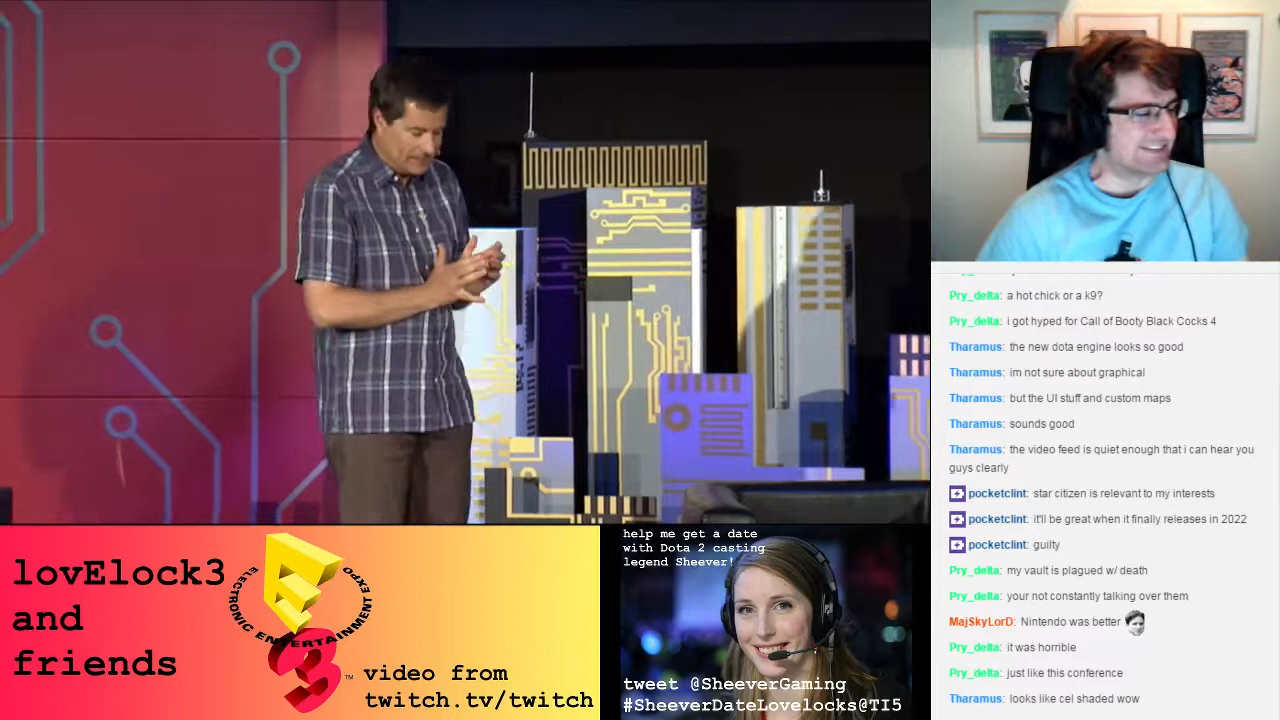 Pry_delta: a hot chick or a k9?
Pry_delta: i got hyped for Call of Booty Black Cocks 4
Tharamus: the new dota engine looks so good
Tharamus: im not sure about graphical
Tharamus: but the UI stuff and custom maps
Tharamus: sounds good
Tharamus: the video feed is quiet enough that i can hear you
guys clearly
pocketclint: star citizen is relevant to my interests
pocketclint: it'll be great when it finally releases in 2022
pocketclint: guilty
Pry_delta: my vault is plagued w/ death
Pry_delta: your not constantly talking over them
MajSkyLorD: Nintendo was better
Pry_delta: it was horrible
Pry_delta: just like this conference
Tharamus: looks like cel shaded wow
lovElock3
and
friends
E3
ELECTRONIC ENTERTAINMENT EXPO
TM
video from
twitch.tv/twitch
help me get a date
with Dota 2 casting
legend Sheever!
tweet @SheeverGaming
#SheeverDateLovelocks@TI5